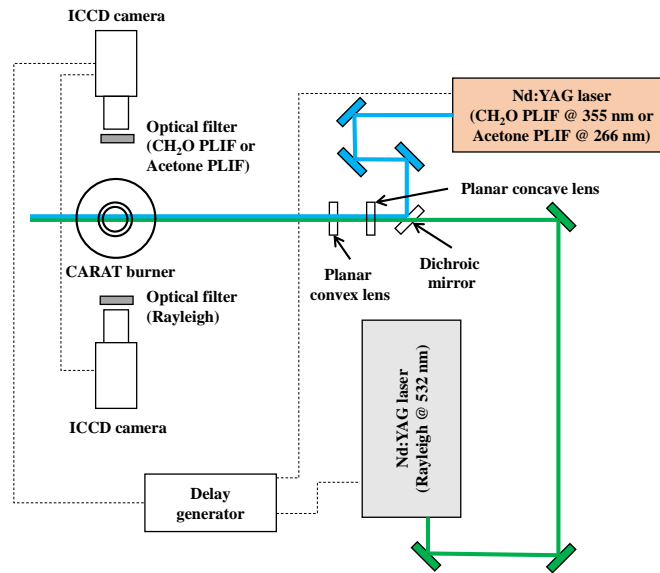 ICCD camera
Optical filter
(CH₂O PLIF or
Acetone PLIF)
Nd:YAG laser
(CH₂O PLIF @ 355 nm or
Acetone PLIF @ 266 nm)
Planar concave lens
CARAT burner
Planar
convex lens
Dichroic
mirror
Optical filter
(Rayleigh)
ICCD camera
Nd:YAG laser
(Rayleigh @ 532 nm)
Delay
generator